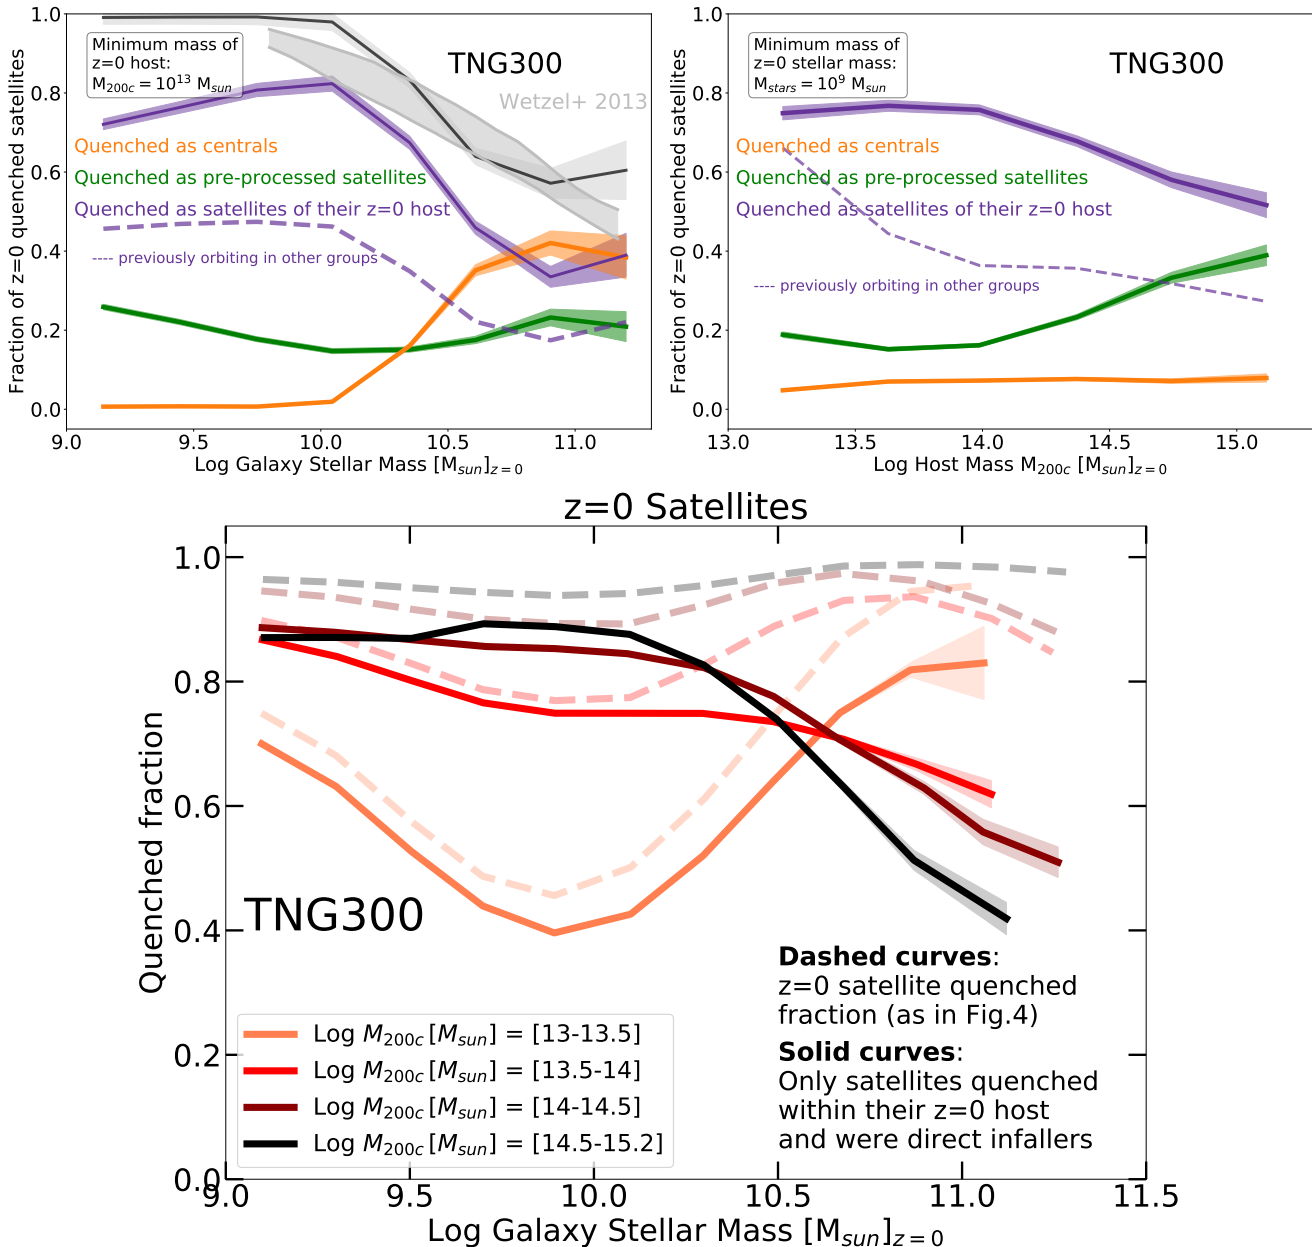 1.0
0.8
0.6
0.4
0.2
0.0
Fraction of z=0 quenched satellites
Minimum mass of
z=0 host:
M200c = 10^13 Msun
TNG300
Wetzel+ 2013
Quenched as centrals
Quenched as pre-processed satellites
Quenched as satellites of their z=0 host
---- previously orbiting in other groups
9.0 9.5 10.0 10.5 11.0
Log Galaxy Stellar Mass [Msun]z=0
1.0
0.8
0.6
0.4
0.2
0.0
Fraction of z=0 quenched satellites
Minimum mass of
z=0 stellar mass:
Mstars = 10^9 Msun
TNG300
Quenched as centrals
Quenched as pre-processed satellites
Quenched as satellites of their z=0 host
---- previously orbiting in other groups
13.0 13.5 14.0 14.5 15.0
Log Host Mass M200c [Msun]z=0
z=0 Satellites
1.0
0.8
0.6
0.4
0.2
0.0
Quenched fraction
TNG300
Dashed curves:
z=0 satellite quenched
fraction (as in Fig.4)
Solid curves:
Only satellites quenched
within their z=0 host
and were direct infallers
Log M200c [Msun] = [13-13.5]
Log M200c [Msun] = [13.5-14]
Log M200c [Msun] = [14-14.5]
Log M200c [Msun] = [14.5-15.2]
9.0 9.5 10.0 10.5 11.0 11.5
Log Galaxy Stellar Mass [Msun]z=0